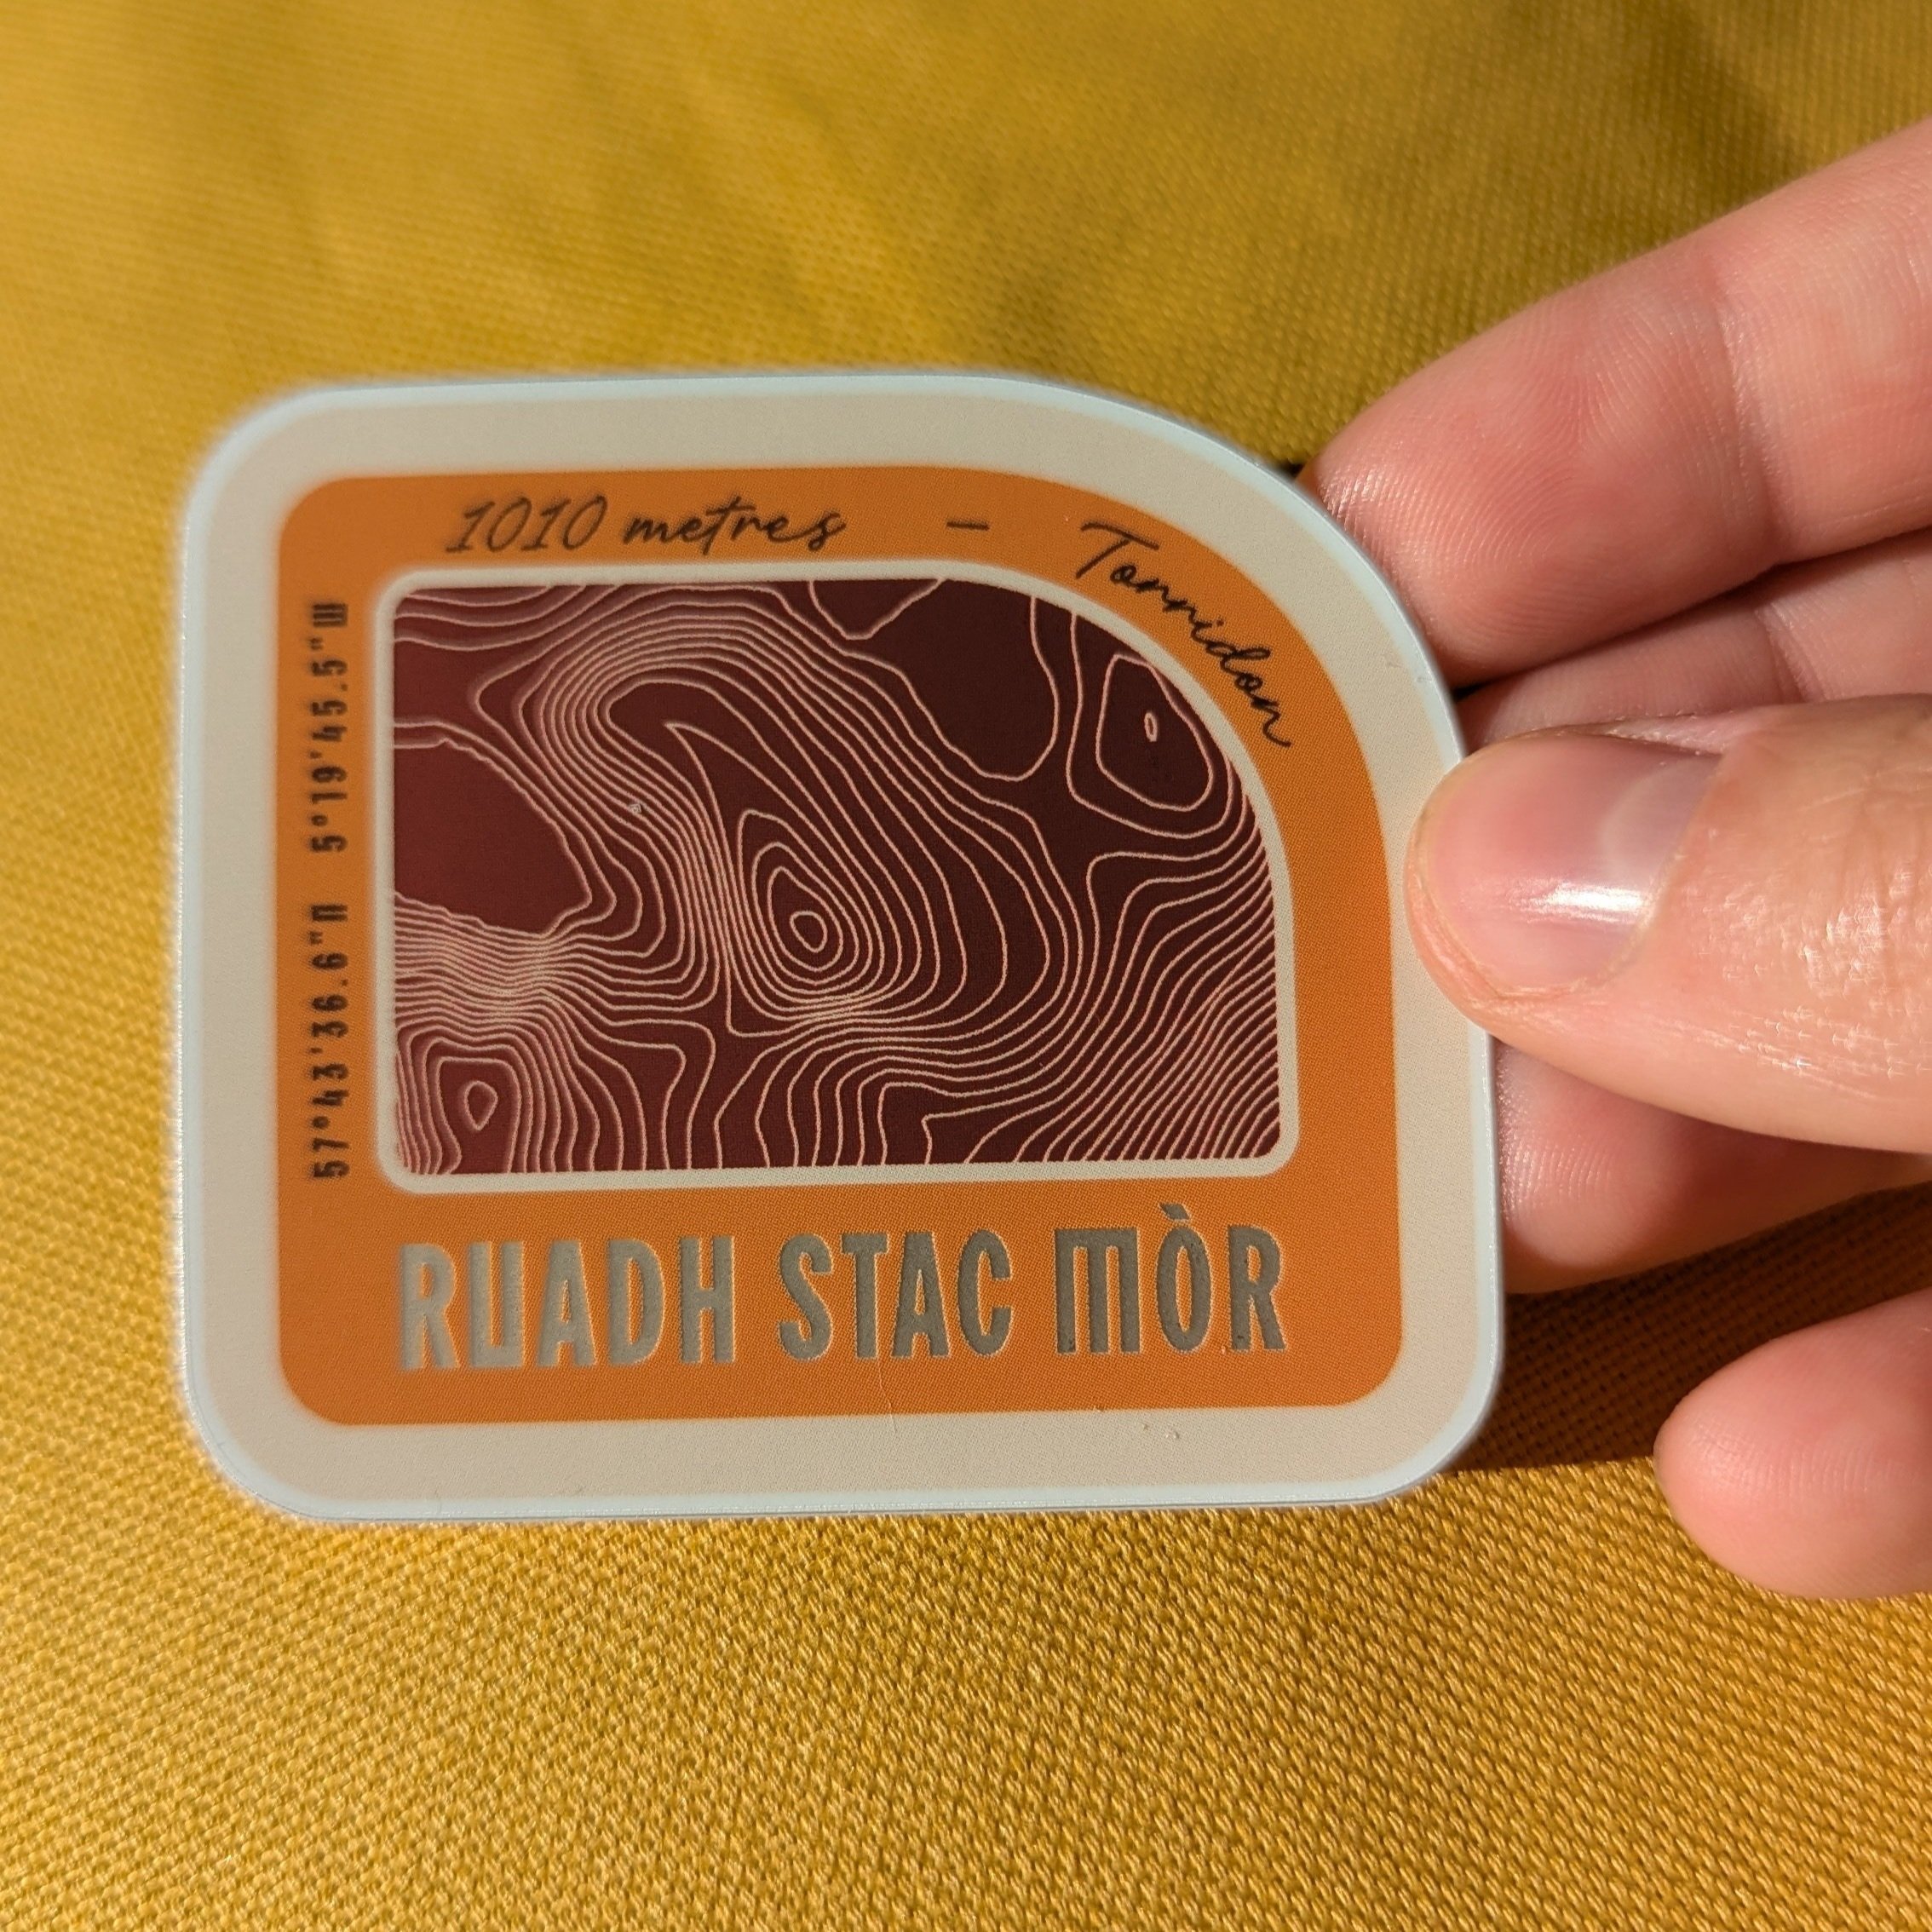 1010 metres – Torridon
57°43'36.6"N 5°19'45.5"W
RUADH STAC MÒR